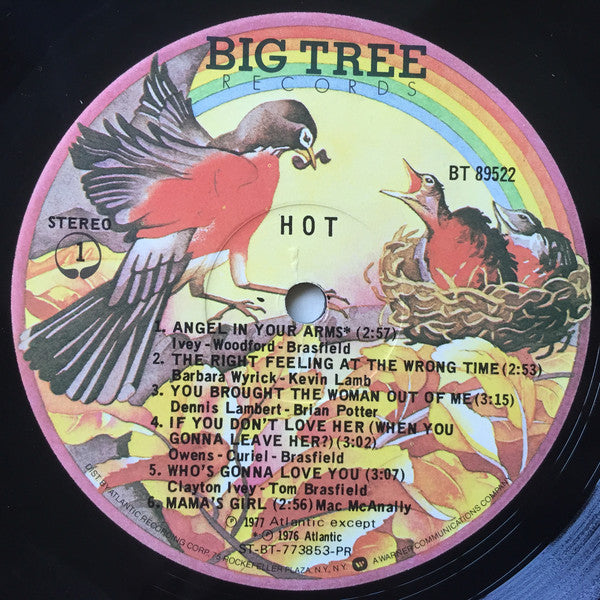 BIG TREE
RECORDS
BT 89522
STEREO
1
HOT
1. ANGEL IN YOUR ARMS* (2:57)
Ivey-Woodford-Brasfield
2. THE RIGHT FEELING AT THE WRONG TIME (2:53)
Barbara Wyrick-Kevin Lamb
3. YOU BROUGHT THE WOMAN OUT OF ME (3:15)
Dennis Lambert-Brian Potter
4. IF YOU DON'T LOVE HER (WHEN YOU
GONNA LEAVE HER?) (3:02)
Owens-Curiel-Brasfield
5. WHO'S GONNA LOVE YOU (3:07)
Clayton Ivey-Tom Brasfield
6. MAMA'S GIRL (2:56) Mac McAnally
Ⓟ 1977 Atlantic except
*Ⓟ 1976 Atlantic
ST-BT-773853-PR
DIST BY ATLANTIC RECORDING CORP. 75 ROCKEFELLER PLAZA, N.Y., N.Y. A WARNER COMMUNICATIONS COMPANY